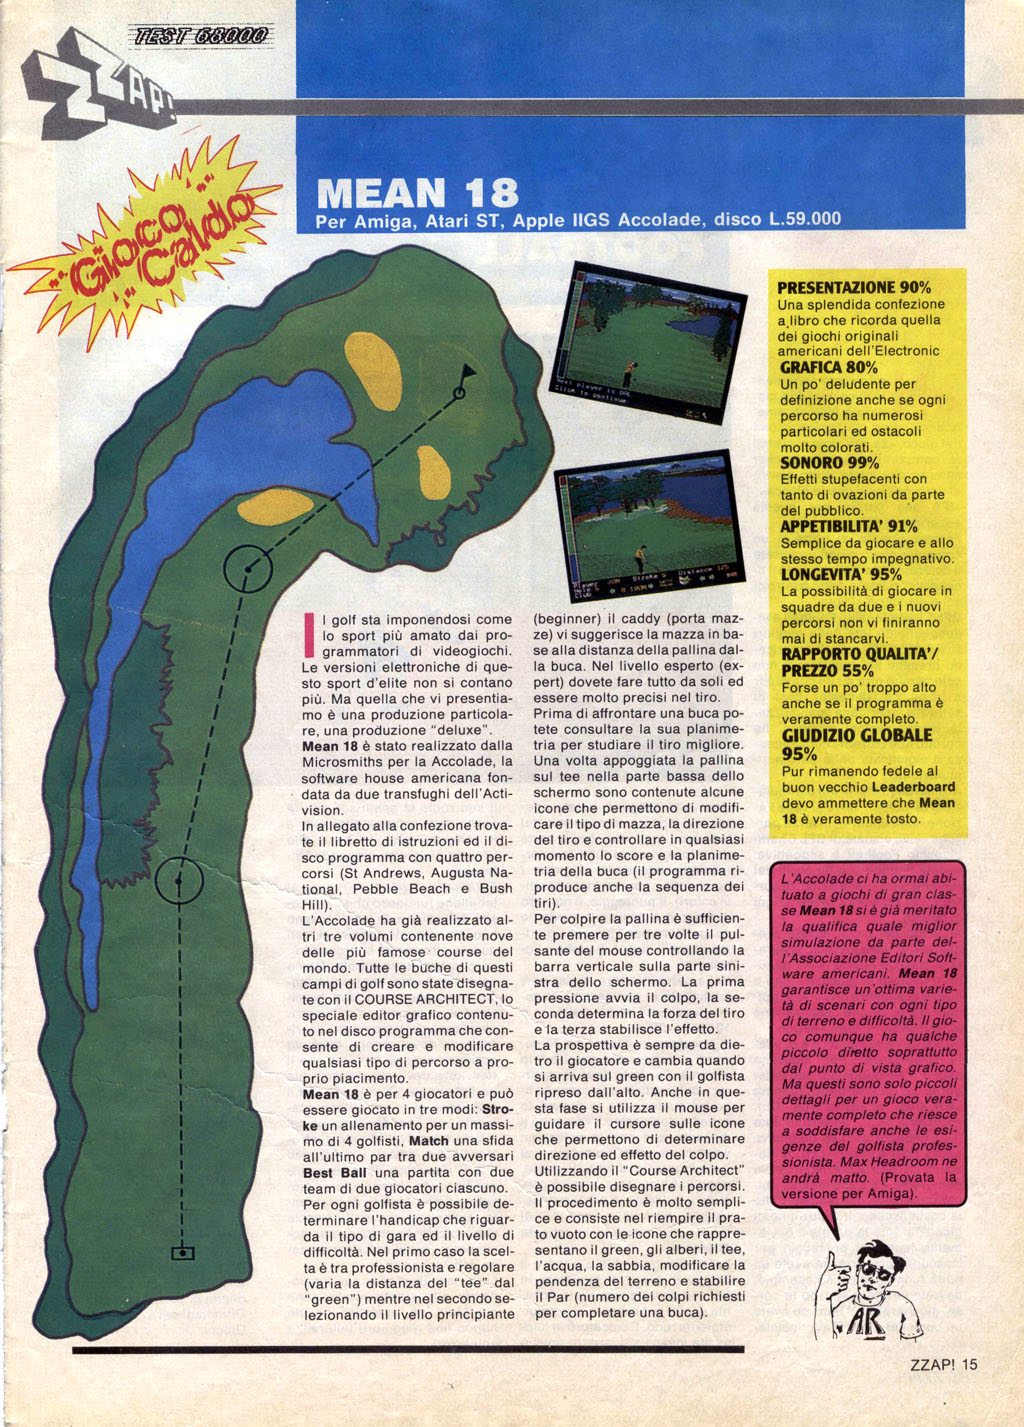 TEST 68000
ZZAP!
Gioco
Caldo
MEAN 18
Per Amiga, Atari ST, Apple IIGS Accolade, disco L.59.000
I l golf sta imponendosi come
lo sport più amato dai pro-
grammatori di videogiochi.
Le versioni elettroniche di que-
sto sport d'elite non si contano
più. Ma quella che vi presentia-
mo è una produzione particola-
re, una produzione "deluxe".
Mean 18 è stato realizzato dalla
Microsmiths per la Accolade, la
software house americana fon-
data da due transfughi dell'Acti-
vision.
In allegato alla confezione trova-
te il libretto di istruzioni ed il di-
sco programma con quattro per-
corsi (St Andrews, Augusta Na-
tional, Pebble Beach e Bush
Hill).
L'Accolade ha già realizzato al-
tri tre volumi contenente nove
delle più famose course del
mondo. Tutte le buche di questi
campi di golf sono state disegna-
te con il COURSE ARCHITECT, lo
speciale editor grafico contenu-
to nel disco programma che con-
sente di creare e modificare
qualsiasi tipo di percorso a pro-
prio piacimento.
Mean 18 è per 4 giocatori e può
essere giocato in tre modi: Stro-
ke un allenamento per un massi-
mo di 4 golfisti, Match una sfida
all'ultimo par tra due avversari
Best Ball una partita con due
team di due giocatori ciascuno.
Per ogni golfista è possibile de-
terminare l'handicap che riguar-
da il tipo di gara ed il livello di
difficoltà. Nel primo caso la scel-
ta è tra professionista e regolare
(varia la distanza del "tee" dal
"green") mentre nel secondo se-
lezionando il livello principiante
(beginner) il caddy (porta maz-
ze) vi suggerisce la mazza in ba-
se alla distanza della pallina dal-
la buca. Nel livello esperto (ex-
pert) dovete fare tutto da soli ed
essere molto precisi nel tiro.
Prima di affrontare una buca po-
tete consultare la sua planime-
tria per studiare il tiro migliore.
Una volta appoggiata la pallina
sul tee nella parte bassa dello
schermo sono contenute alcune
icone che permettono di modifi-
care il tipo di mazza, la direzione
del tiro e controllare in qualsiasi
momento lo score e la planime-
tria della buca (il programma ri-
produce anche la sequenza dei
tiri).
Per colpire la pallina è sufficien-
te premere per tre volte il pul-
sante del mouse controllando la
barra verticale sulla parte sini-
stra dello schermo. La prima
pressione avvia il colpo, la se-
conda determina la forza del tiro
e la terza stabilisce l'effetto.
La prospettiva è sempre da die-
tro il giocatore e cambia quando
si arriva sul green con il golfista
ripreso dall'alto. Anche in que-
sta fase si utilizza il mouse per
guidare il cursore sulle icone
che permettono di determinare
direzione ed effetto del colpo.
Utilizzando il "Course Architect"
è possibile disegnare i percorsi.
Il procedimento è molto sempli-
ce e consiste nel riempire il pra-
to vuoto con le icone che rappre-
sentano il green, gli alberi, il tee,
l'acqua, la sabbia, modificare la
pendenza del terreno e stabilire
il Par (numero dei colpi richiesti
per completare una buca).
Next player is DAL
Click to continue
Player JOM Stroke 5 Distance 125
Hole 5
Club
PRESENTAZIONE 90%
Una splendida confezione
a libro che ricorda quella
dei giochi originali
americani dell'Electronic
GRAFICA 80%
Un po' deludente per
definizione anche se ogni
percorso ha numerosi
particolari ed ostacoli
molto colorati.
SONORO 99%
Effetti stupefacenti con
tanto di ovazioni da parte
del pubblico.
APPETIBILITA' 91%
Semplice da giocare e allo
stesso tempo impegnativo.
LONGEVITA' 95%
La possibilità di giocare in
squadre da due e i nuovi
percorsi non vi finiranno
mai di stancarvi.
RAPPORTO QUALITA'/
PREZZO 55%
Forse un po' troppo alto
anche se il programma è
veramente completo.
GIUDIZIO GLOBALE
95%
Pur rimanendo fedele al
buon vecchio Leaderboard
devo ammettere che Mean
18 è veramente tosto.
L'Accolade ci ha ormai abi-
tuato a giochi di gran clas-
se Mean 18 si è già meritato
la qualifica quale miglior
simulazione da parte del-
l'Associazione Editori Soft-
ware americani. Mean 18
garantisce un'ottima varie-
tà di scenari con ogni tipo
di terreno e difficoltà. Il gio-
co comunque ha qualche
piccolo difetto soprattutto
dal punto di vista grafico.
Ma questi sono solo piccoli
dettagli per un gioco vera-
mente completo che riesce
a soddisfare anche le esi-
genze del golfista profes-
sionista. Max Headroom ne
andrà matto. (Provata la
versione per Amiga).
AR
ZZAP! 15